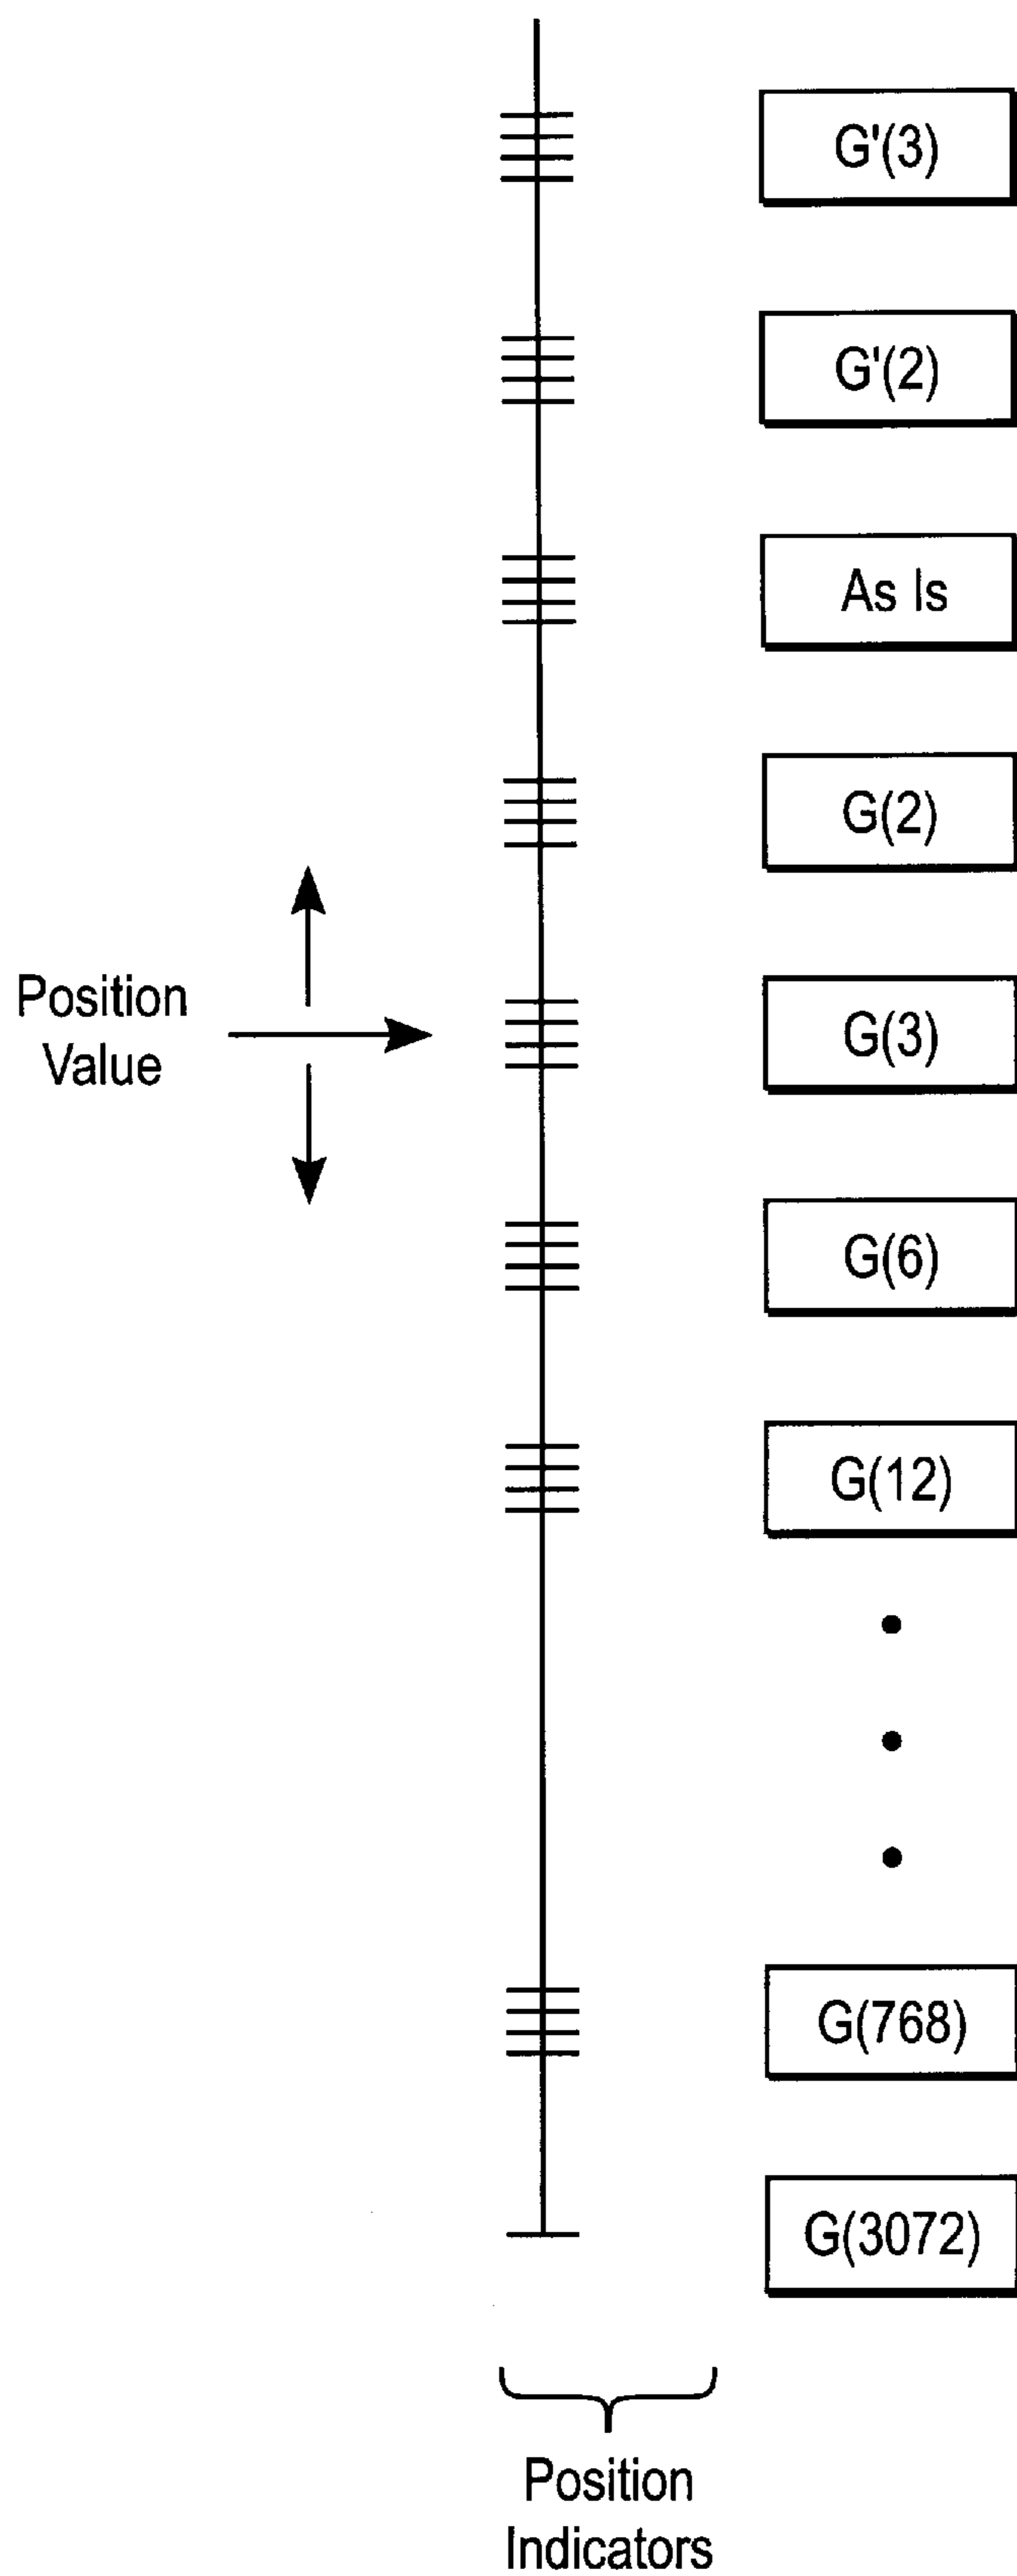 G'(3)
G'(2)
As Is
G(2)
Position
Value
G(3)
G(6)
G(12)
G(768)
G(3072)
Position
Indicators